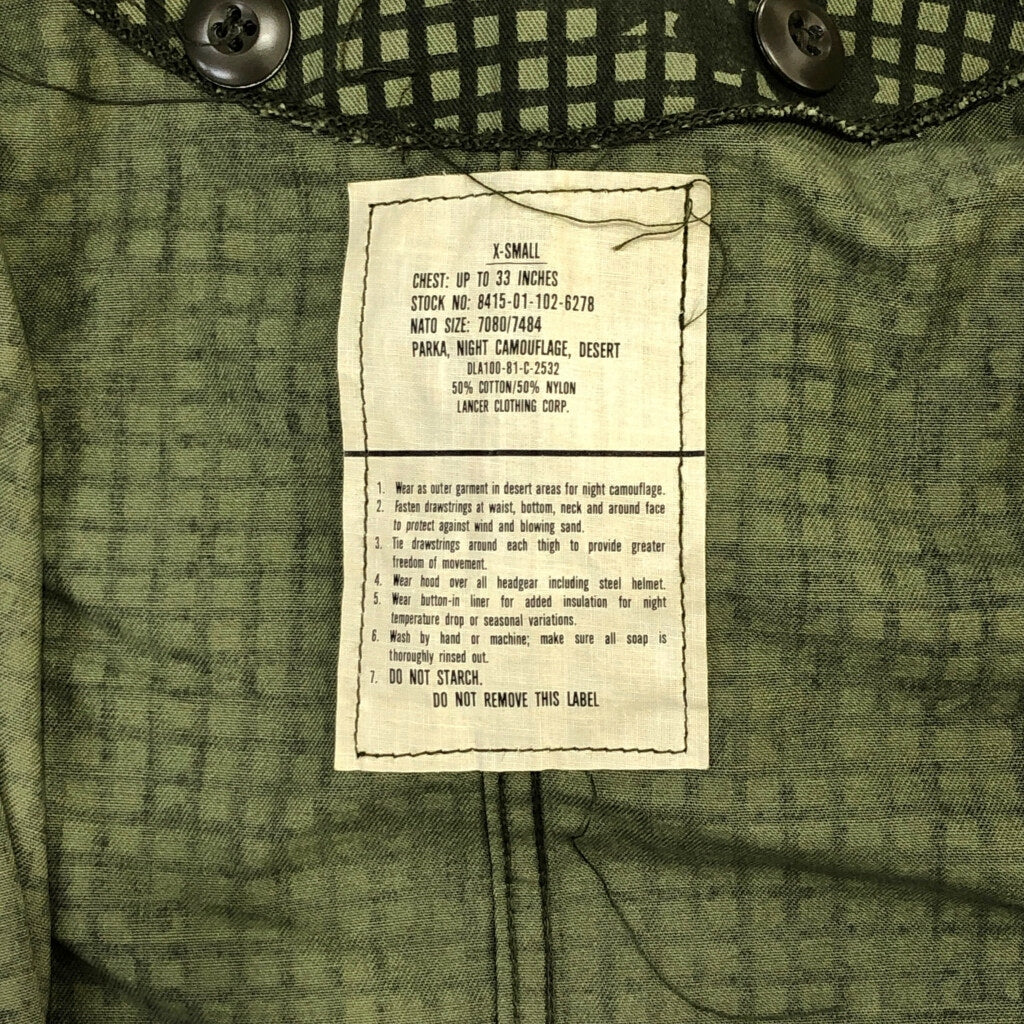 X-SMALL
CHEST: UP TO 33 INCHES
STOCK NO: 8415-01-102-6278
NATO SIZE: 7080/7484
PARKA, NIGHT CAMOUFLAGE, DESERT
DLA100-81-C-2532
50% COTTON/50% NYLON
LANCER CLOTHING CORP.
1. Wear as outer garment in desert areas for night camouflage.
2. Fasten drawstrings at waist, bottom, neck and around face
to protect against wind and blowing sand.
3. Tie drawstrings around each thigh to provide greater
freedom of movement.
4. Wear hood over all headgear including steel helmet.
5. Wear button-in liner for added insulation for night
temperature drop or seasonal variations.
6. Wash by hand or machine; make sure all soap is
thoroughly rinsed out.
7. DO NOT STARCH.
DO NOT REMOVE THIS LABEL